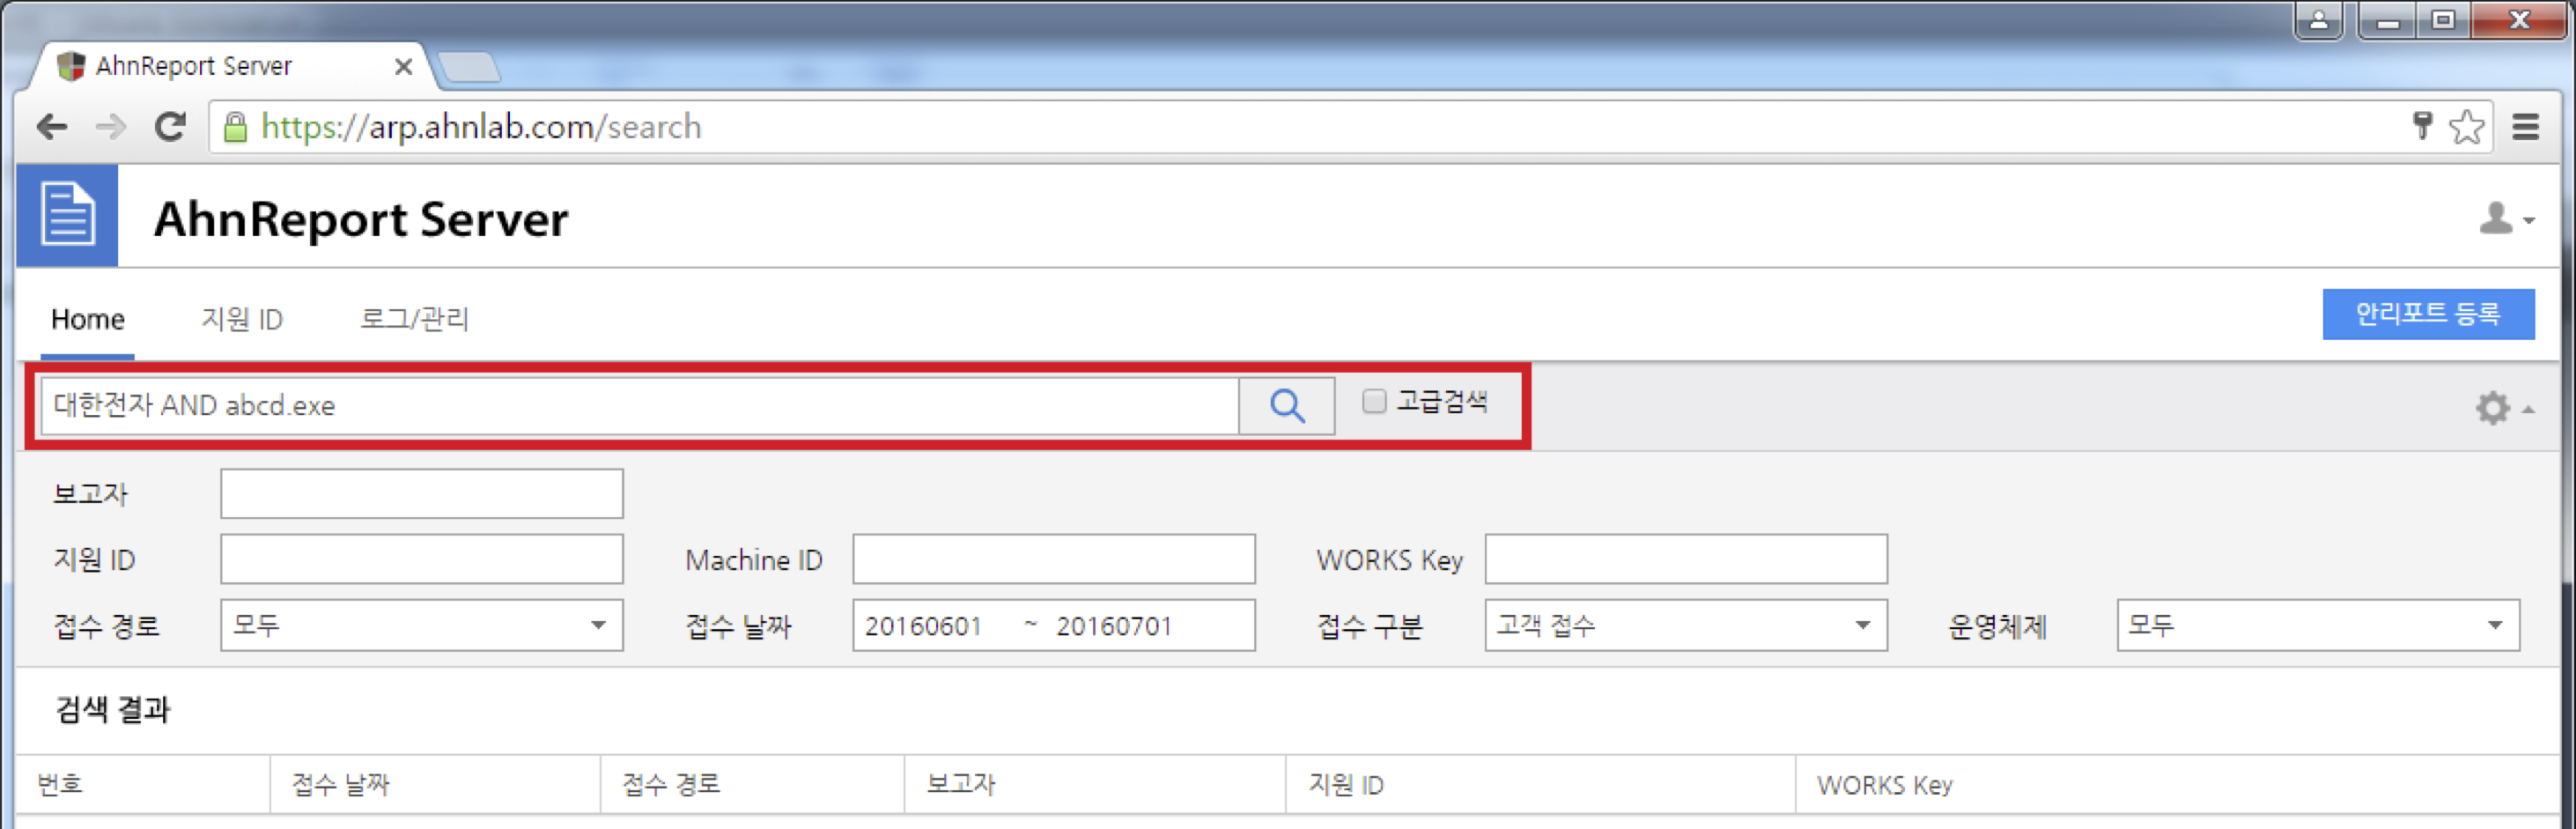 AhnReport Server
https://arp.ahnlab.com/search
AhnReport Server
Home 지원 ID 로그/관리 안리포트 등록
대한전자 AND abcd.exe 고급검색
보고자
지원 ID Machine ID WORKS Key
접수 경로 모두 접수 날짜 20160601 ~ 20160701 접수 구분 고객 접수 운영체제 모두
검색 결과
번호 접수 날짜 접수 경로 보고자 지원 ID WORKS Key